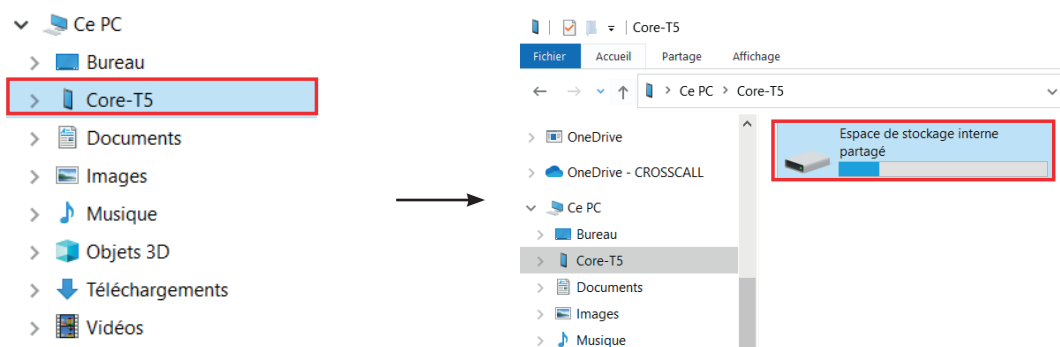 Ce PC
Bureau
Core-T5
Documents
Images
Musique
Objets 3D
Téléchargements
Vidéos
Core-T5
Fichier Accueil Partage Affichage
Ce PC > Core-T5
OneDrive
OneDrive - CROSSCALL
Ce PC
Bureau
Core-T5
Documents
Images
Musique
Espace de stockage interne
partagé